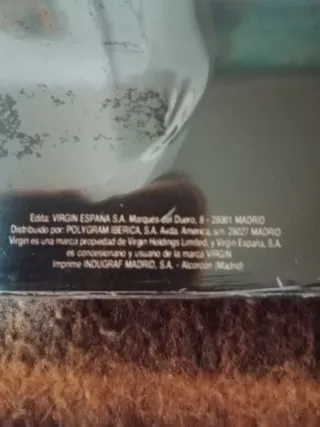 Edita: VIRGIN ESPAÑA S.A. Marqués del Duero, 8 - 28001 MADRID
Distribuido por: POLYGRAM IBERICA, S.A. Avda. América, s/n. 28027 MADRID
Virgin es una marca propiedad de Virgin Holdings Limited, y Virgin España, S.A.
es concesionario y usuario de la marca VIRGIN
Imprime INDUGRAF MADRID, S.A. - Alcorcón (Madrid)